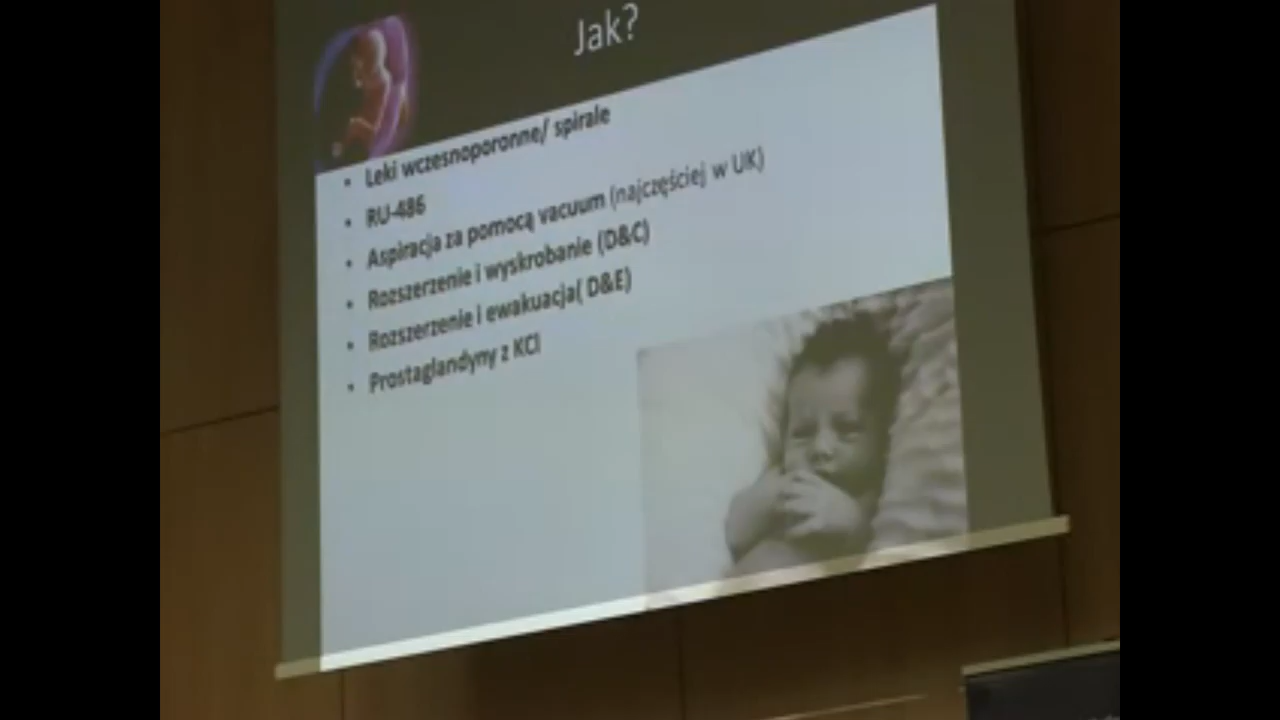 Jak?
• Leki wczesnoporonne/ spirale
• RU-486
• Aspiracja za pomocą vacuum (najczęściej w UK)
• Rozszerzenie i wyskrobanie (D&C)
• Rozszerzenie i ewakuacja( D&E)
• Prostaglandyny z KCl